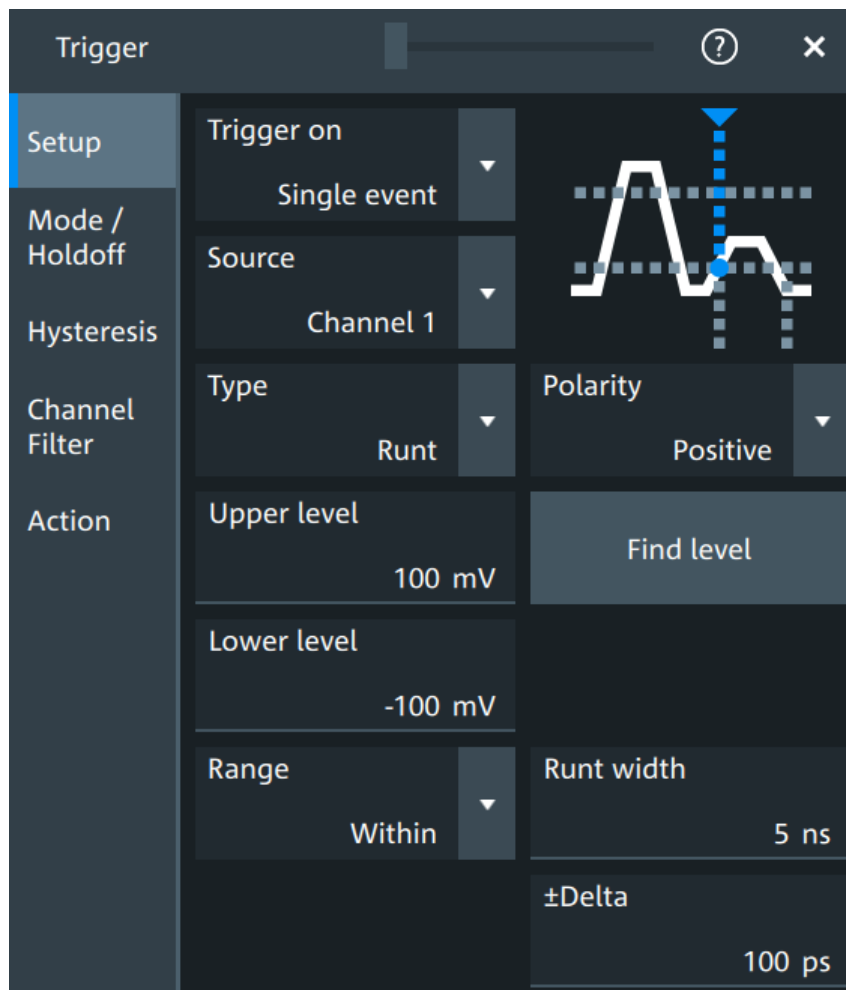 Trigger
?
Setup
Mode /
Holdoff
Hysteresis
Channel
Filter
Action
Trigger on
Single event
Source
Channel 1
Type
Runt
Polarity
Positive
Upper level
100 mV
Find level
Lower level
-100 mV
Range
Within
Runt width
5 ns
±Delta
100 ps